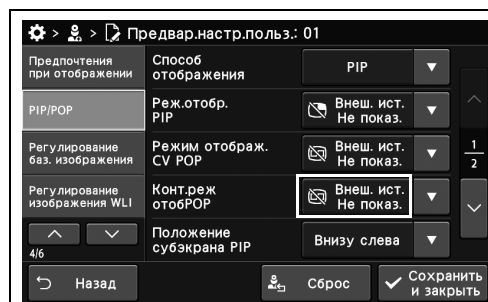 > > Предвар.настр.польз.: 01
Предпочтения
при отображении
PIP/POP
Регулирование
баз. изображения
Регулирование
изображения WLI
4/6
Способ
отображения
PIP
Реж.отобр.
PIP
Внеш. ист.
Не показ.
Режим отображ.
CV POP
Внеш. ист.
Не показ.
Конт.реж
отобPOP
Внеш. ист.
Не показ.
Положение
субэкрана PIP
Внизу слева
1
2
Назад
Сброс
Сохранить
и закрыть